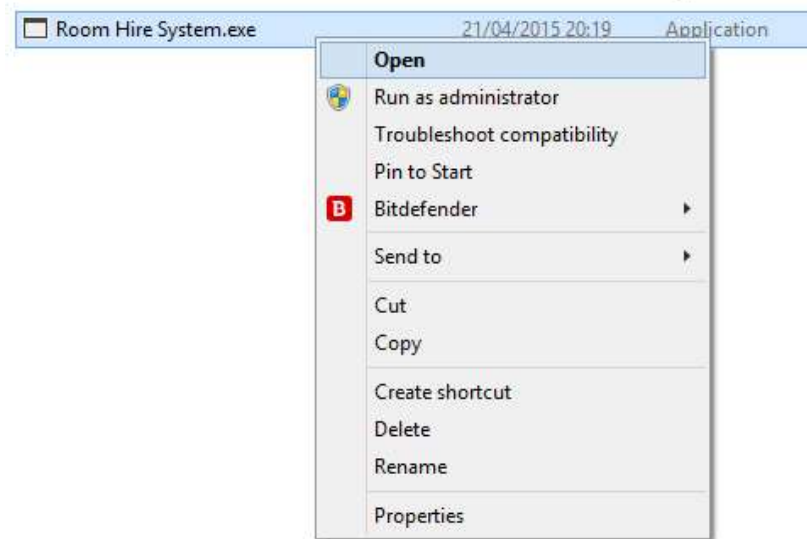 Room Hire System.exe 21/04/2015 20:19 Application
Open
Run as administrator
Troubleshoot compatibility
Pin to Start
B Bitdefender
Send to
Cut
Copy
Create shortcut
Delete
Rename
Properties